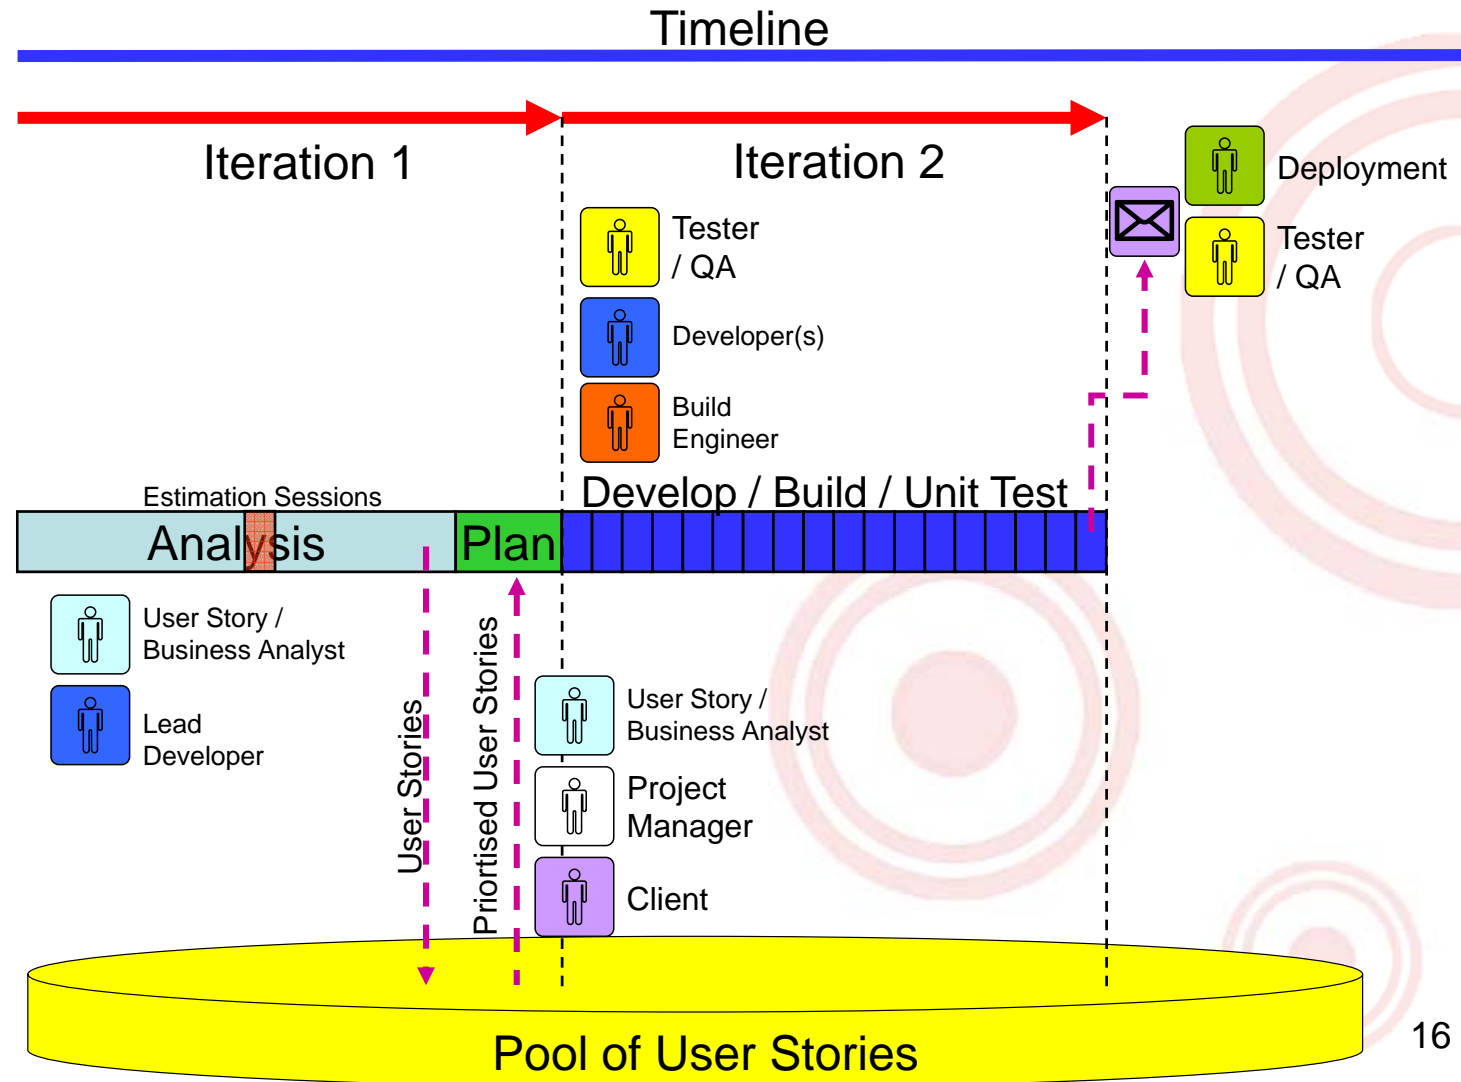 Timeline
Iteration 1
Iteration 2
Deployment
Tester
/ QA
Tester
/ QA
Developer(s)
Build
Engineer
Estimation Sessions
Develop / Build / Unit Test
Analysis
Plan
User Story /
Business Analyst
Lead
Developer
User Stories
Priortised User Stories
User Story /
Business Analyst
Project
Manager
Client
Pool of User Stories
16